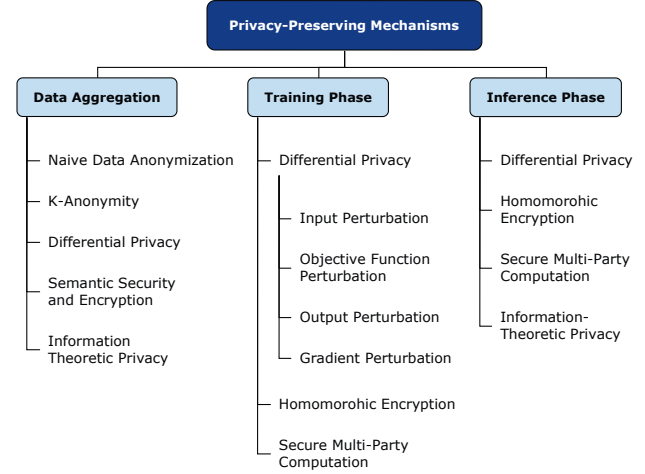 Privacy-Preserving Mechanisms
Data Aggregation
Naive Data Anonymization
K-Anonymity
Differential Privacy
Semantic Security
and Encryption
Information
Theoretic Privacy
Training Phase
Differential Privacy
Input Perturbation
Objective Function
Perturbation
Output Perturbation
Gradient Perturbation
Homomorohic Encryption
Secure Multi-Party
Computation
Inference Phase
Differential Privacy
Homomorohic
Encryption
Secure Multi-Party
Computation
Information-
Theoretic Privacy